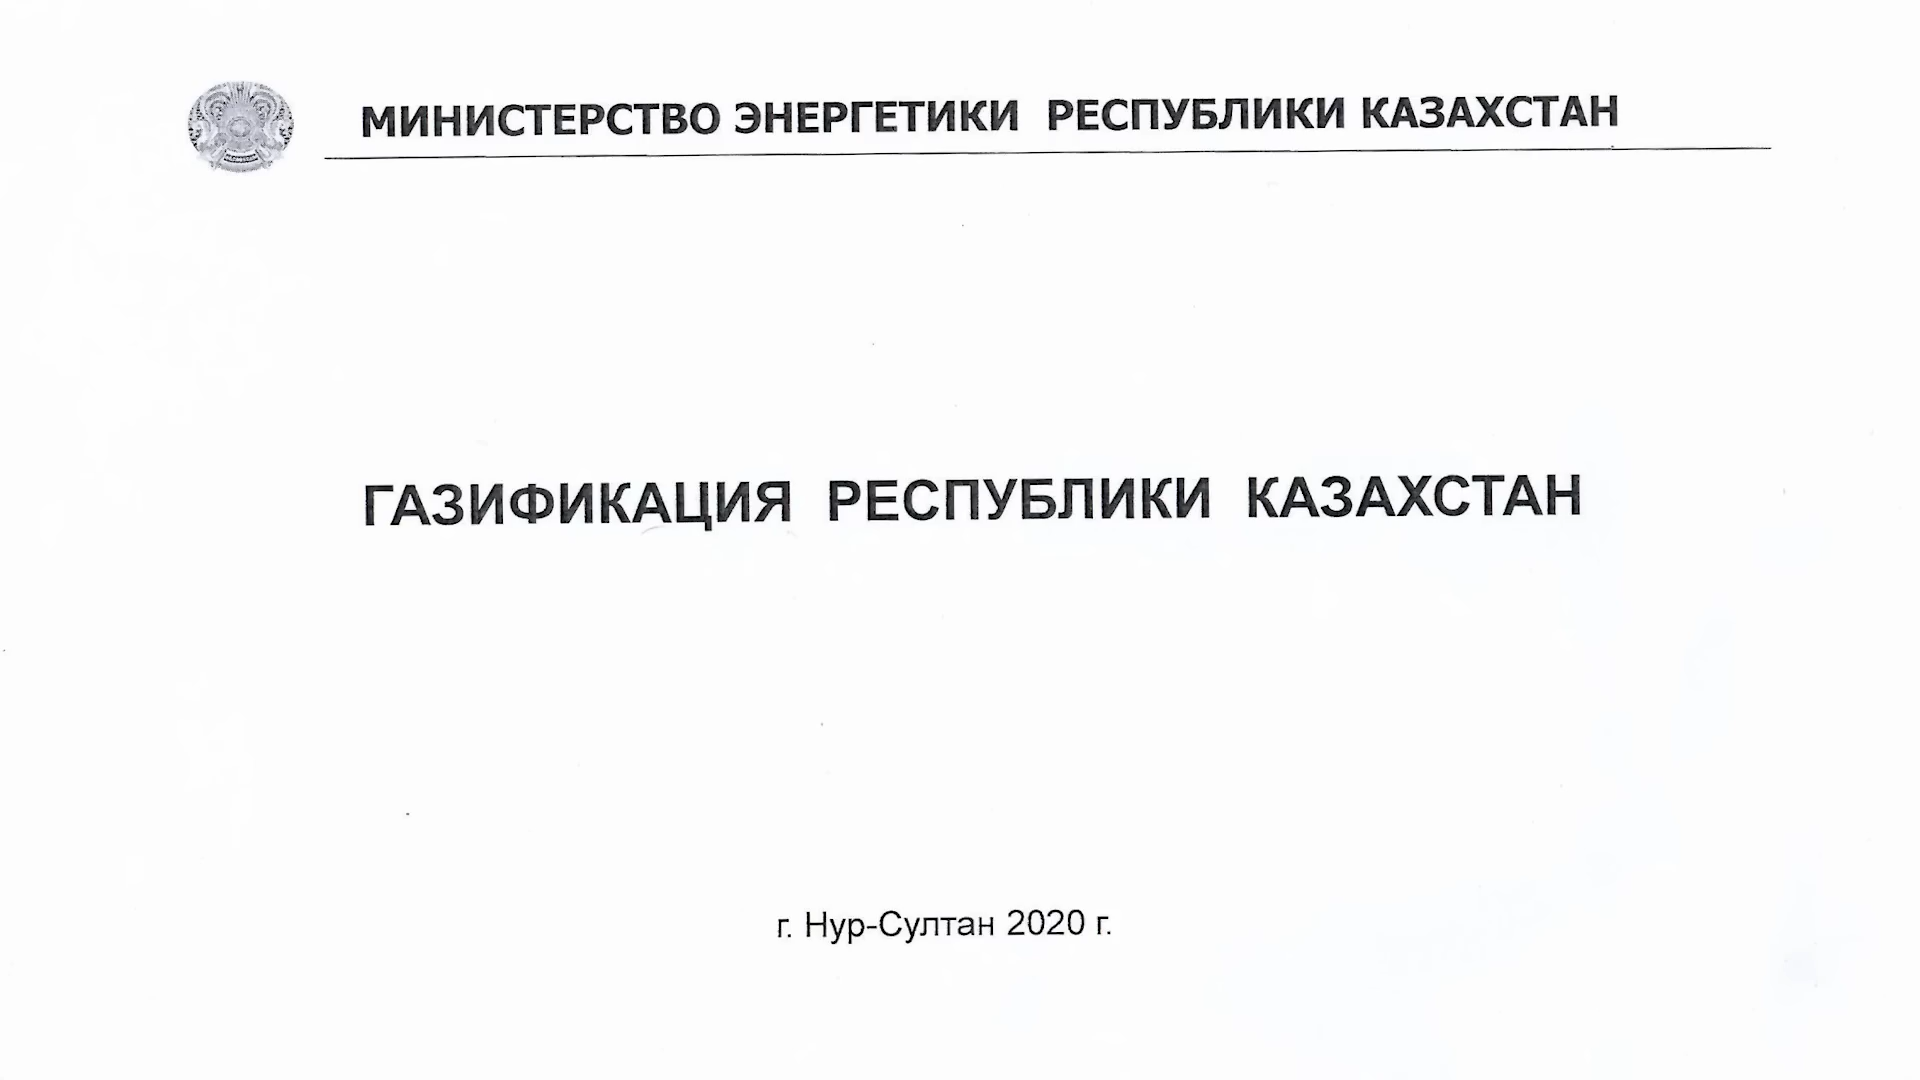 МИНИСТЕРСТВО ЭНЕРГЕТИКИ РЕСПУБЛИКИ КАЗАХСТАН
ГАЗИФИКАЦИЯ РЕСПУБЛИКИ КАЗАХСТАН
г. Нур-Султан 2020 г.